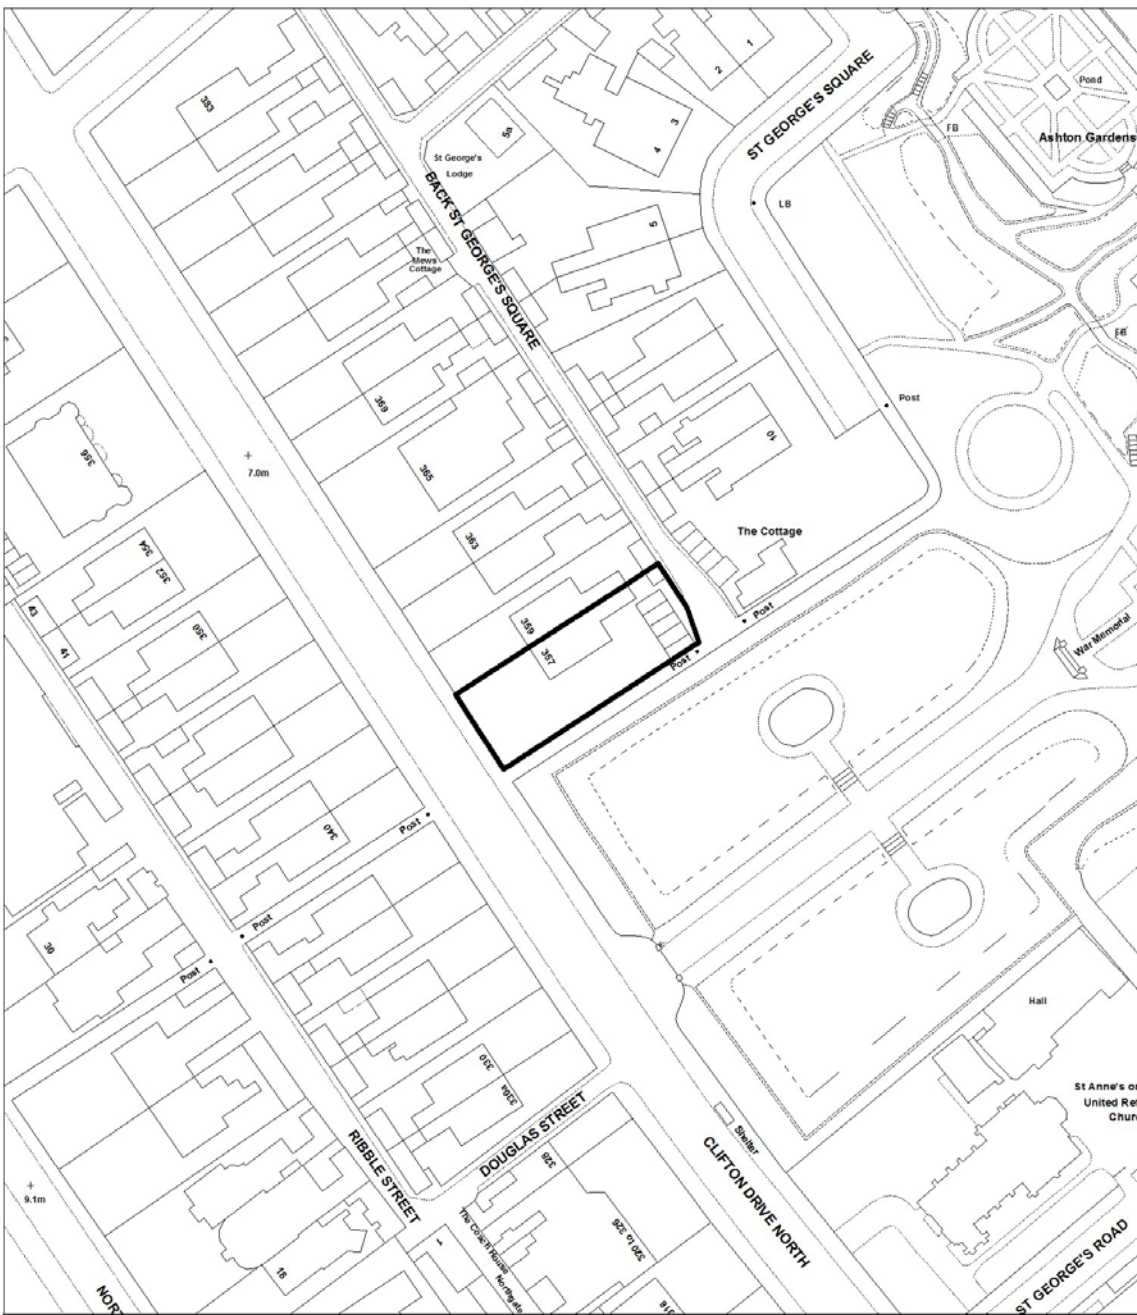 1
2
ST GEORGE'S SQUARE
Pond
FB
Ashton Gardens
383
5a
3
4
St George's
Lodge
BACK ST GEORGE'S SQUARE
LB
5
The
Mews
Cottage
FB
369
Post
356
10
7.0m
365
The Cottage
363
354
352
43
41
350
359
357
Post
Post
War Memorial
340
Post
Post
30
Post
Hall
330
330a
St Anne's on
United Ref
Churc
DOUGLAS STREET
Shelter
RIBBLE STREET
328
CLIFTON DRIVE NORTH
9.1m
320 to 326
The Coach House
1
Northgate
18
ST GEORGE'S ROAD
NORT